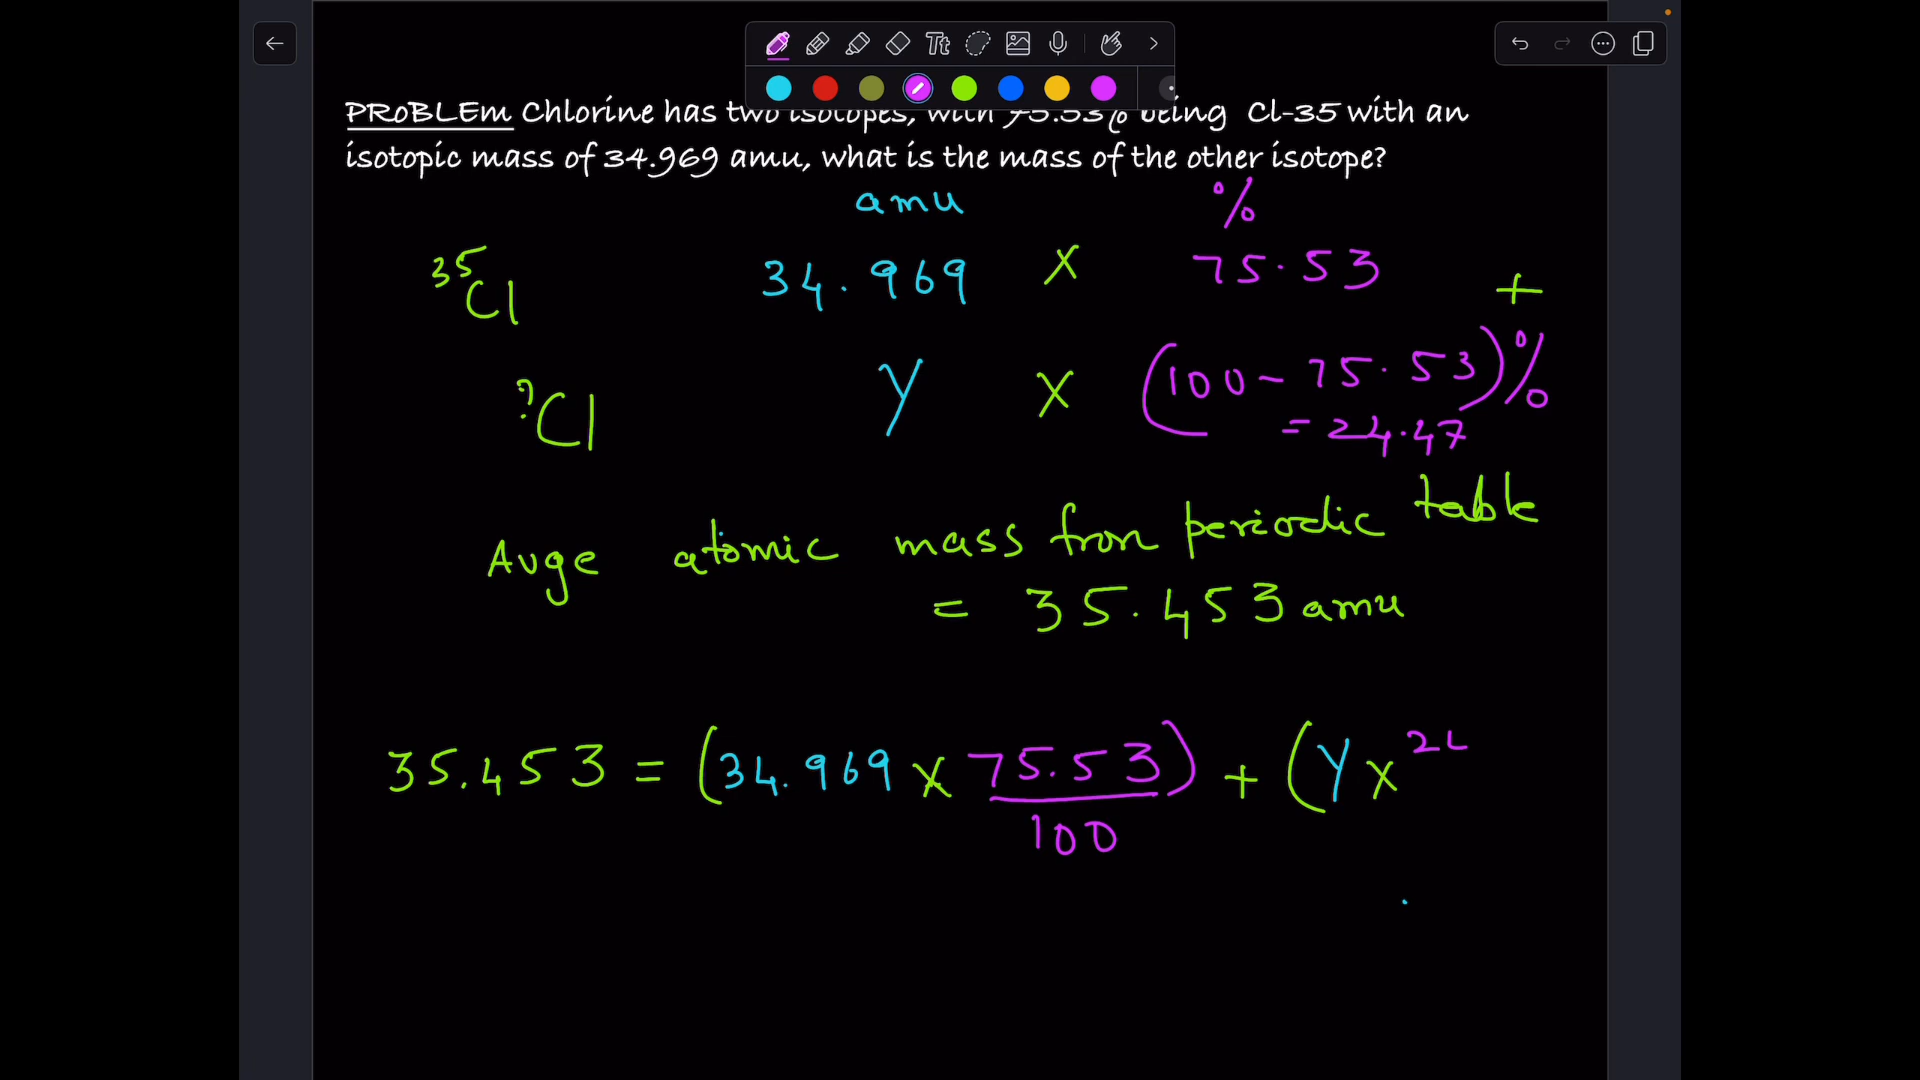 PROBLEM Chlorine has two isotopes, with 75.53% being Cl-35 with an
isotopic mass of 34.969 amu, what is the mass of the other isotope?
amu %
35Cl 34.969 x 75.53 +
?Cl Y x (100 - 75.53)%
= 24.47
Avge atomic mass from periodic table
= 35.453 amu
35.453 = (34.969 x 75.53) + (Y x 2
100